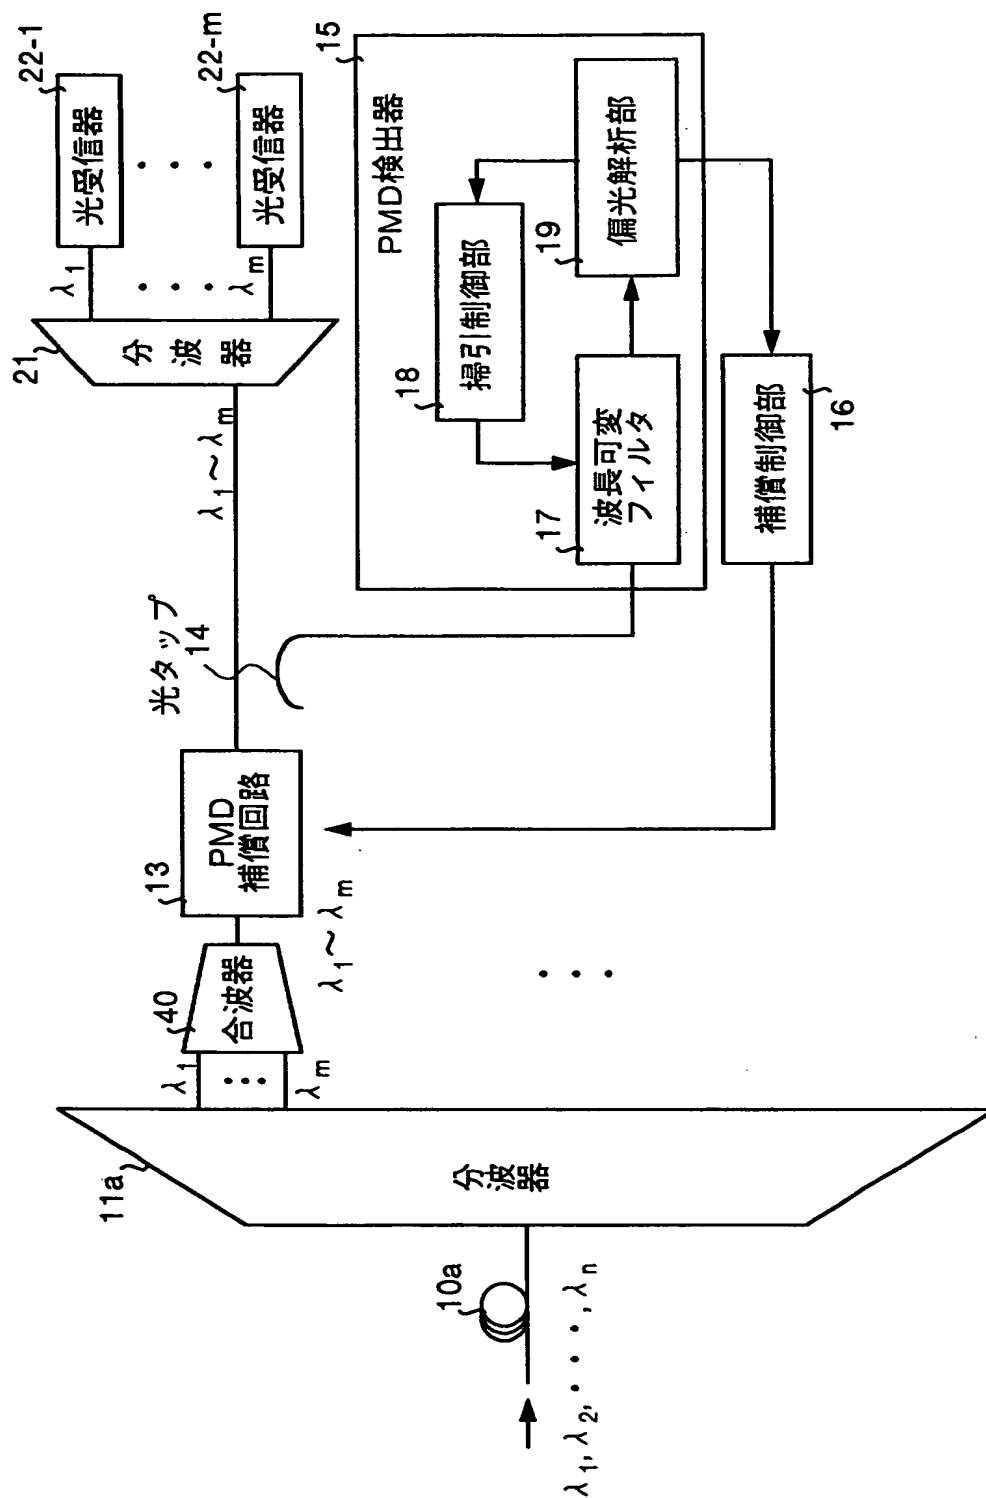 λ1, λ2, ・・・・, λn
10a
11a
分波器
λ1
λm
40
合波器
λ1～λm
13
PMD
補償回路
光タップ
14
λ1～λm
21
分波器
λ1
λm
22-1
光受信器
22-m
光受信器
15
PMD検出器
18
掃引制御部
19
偏光解析部
17
波長可変
フィルタ
補償制御部
16